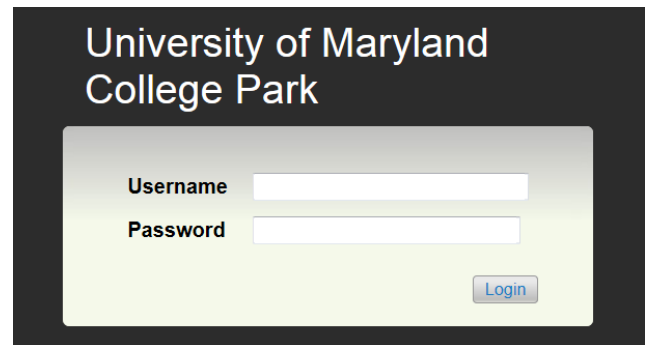 University of Maryland
College Park
Username
Password
Login